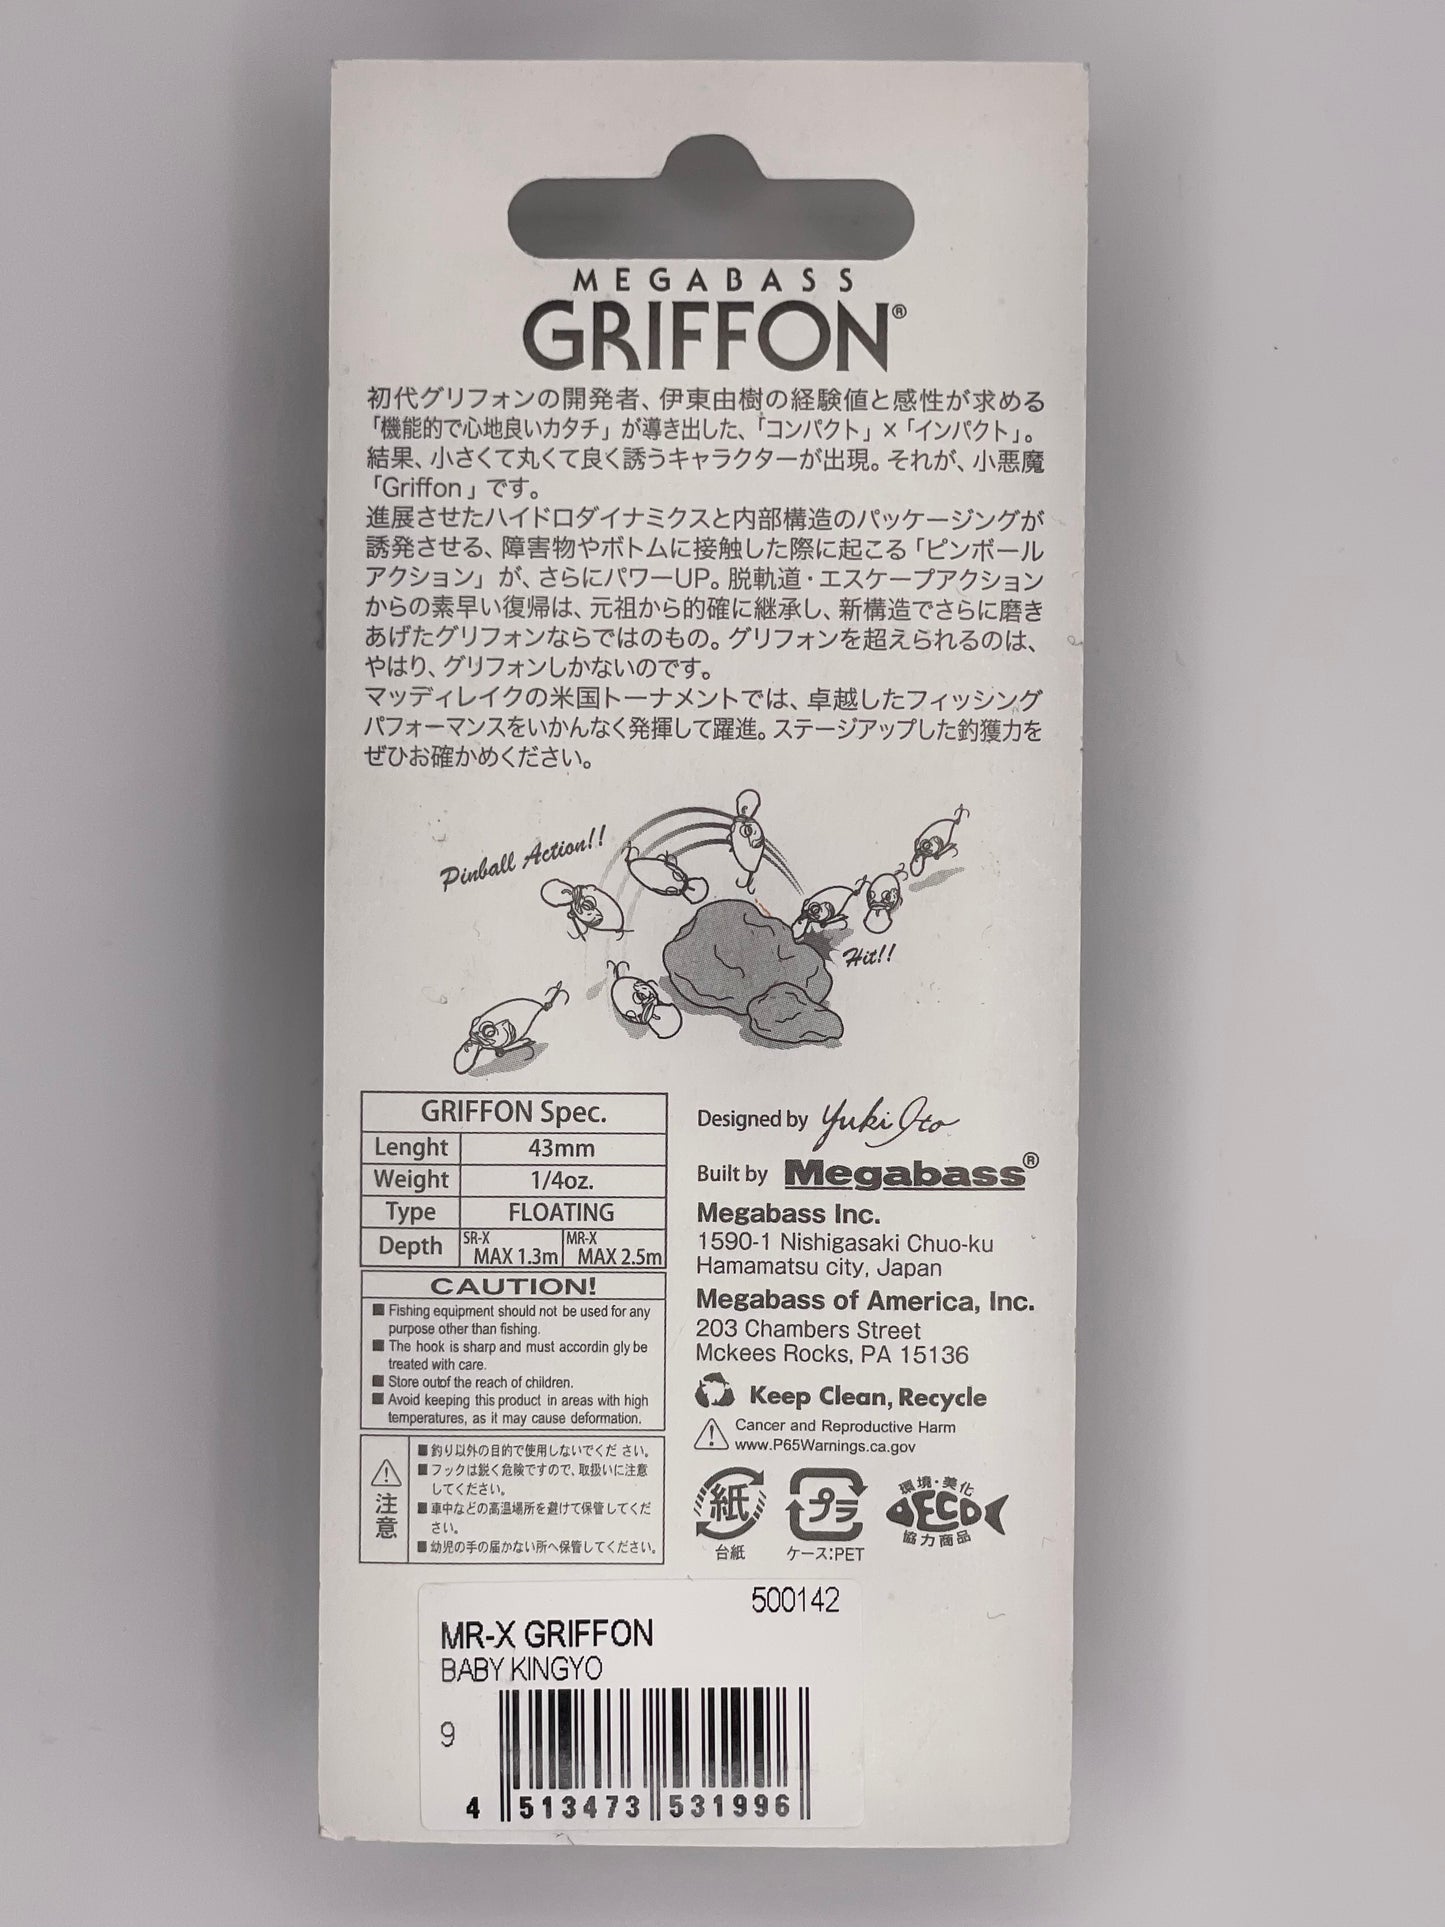 MEGABASS
GRIFFON®
初代グリフォンの開発者、伊東由樹の経験値と感性が求める
「機能的で心地良いカタチ」が導き出した、「コンパクト」×「インパクト」。
結果、小さくて丸くて良く誘うキャラクターが出現。それが、小悪魔
「Griffon」です。
進展させたハイドロダイナミクスと内部構造のパッケージングが
誘発させる、障害物やボトムに接触した際に起こる「ピンボール
アクション」が、さらにパワーUP。脱軌道・エスケープアクション
からの素早い復帰は、元祖から的確に継承し、新構造でさらに磨き
あげたグリフォンならではのもの。グリフォンを超えられるのは、
やはり、グリフォンしかないのです。
マッディレイクの米国トーナメントでは、卓越したフィッシング
パフォーマンスをいかんなく発揮して躍進。ステージアップした釣獲力を
ぜひお確かめください。
Pinball Action!!
Hit!!
GRIFFON Spec.
Lenght 43mm
Weight 1/4oz.
Type FLOATING
Depth SR-X MAX 1.3m MR-X MAX 2.5m
CAUTION!
■ Fishing equipment should not be used for any
purpose other than fishing.
■ The hook is sharp and must accordin gly be
treated with care.
■ Store outof the reach of children.
■ Avoid keeping this product in areas with high
temperatures, as it may cause deformation.
注意
■釣り以外の目的で使用しないでくだ さい。
■フックは鋭く危険ですので、取扱いに注意
してください。
■車中などの高温場所を避けて保管してくだ
さい。
■幼児の手の届かない所へ保管してください。
Designed by Yuki Ito
Built by Megabass®
Megabass Inc.
1590-1 Nishigasaki Chuo-ku
Hamamatsu city, Japan
Megabass of America, Inc.
203 Chambers Street
Mckees Rocks, PA 15136
Keep Clean, Recycle
Cancer and Reproductive Harm
www.P65Warnings.ca.gov
紙
台紙
プラ
ケース:PET
環境・美化
ECO
協力商品
500142
MR-X GRIFFON
BABY KINGYO
9
4 513473 531996